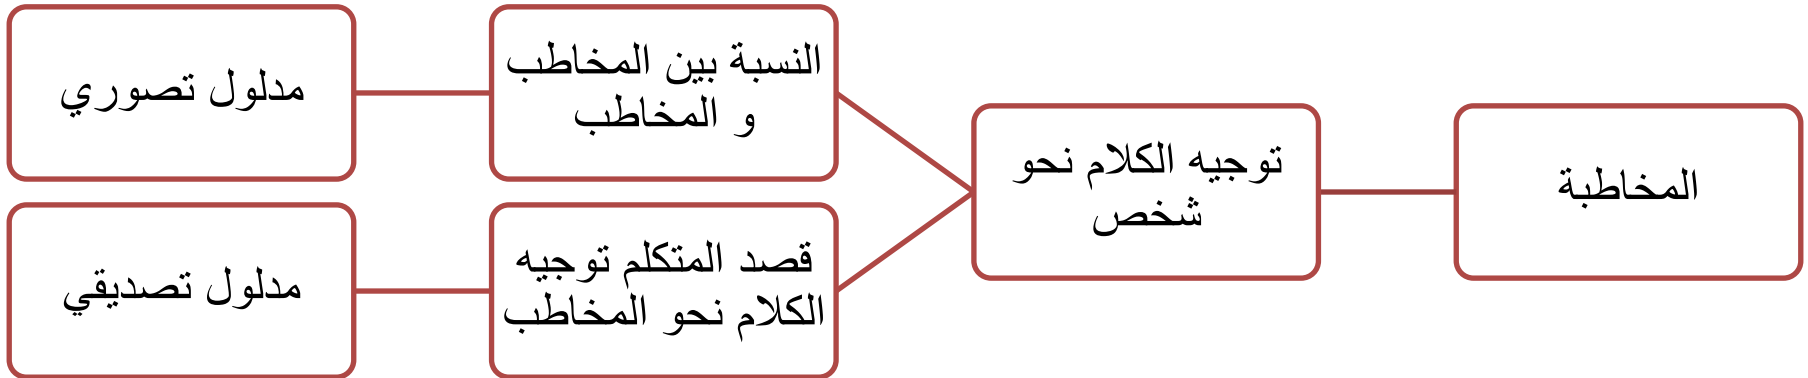 المخاطبة
توجيه الكلام نحو
شخص
النسبة بين المخاطب
و المخاطب
مدلول تصوري
قصد المتكلم توجيه
الكلام نحو المخاطب
مدلول تصديقي